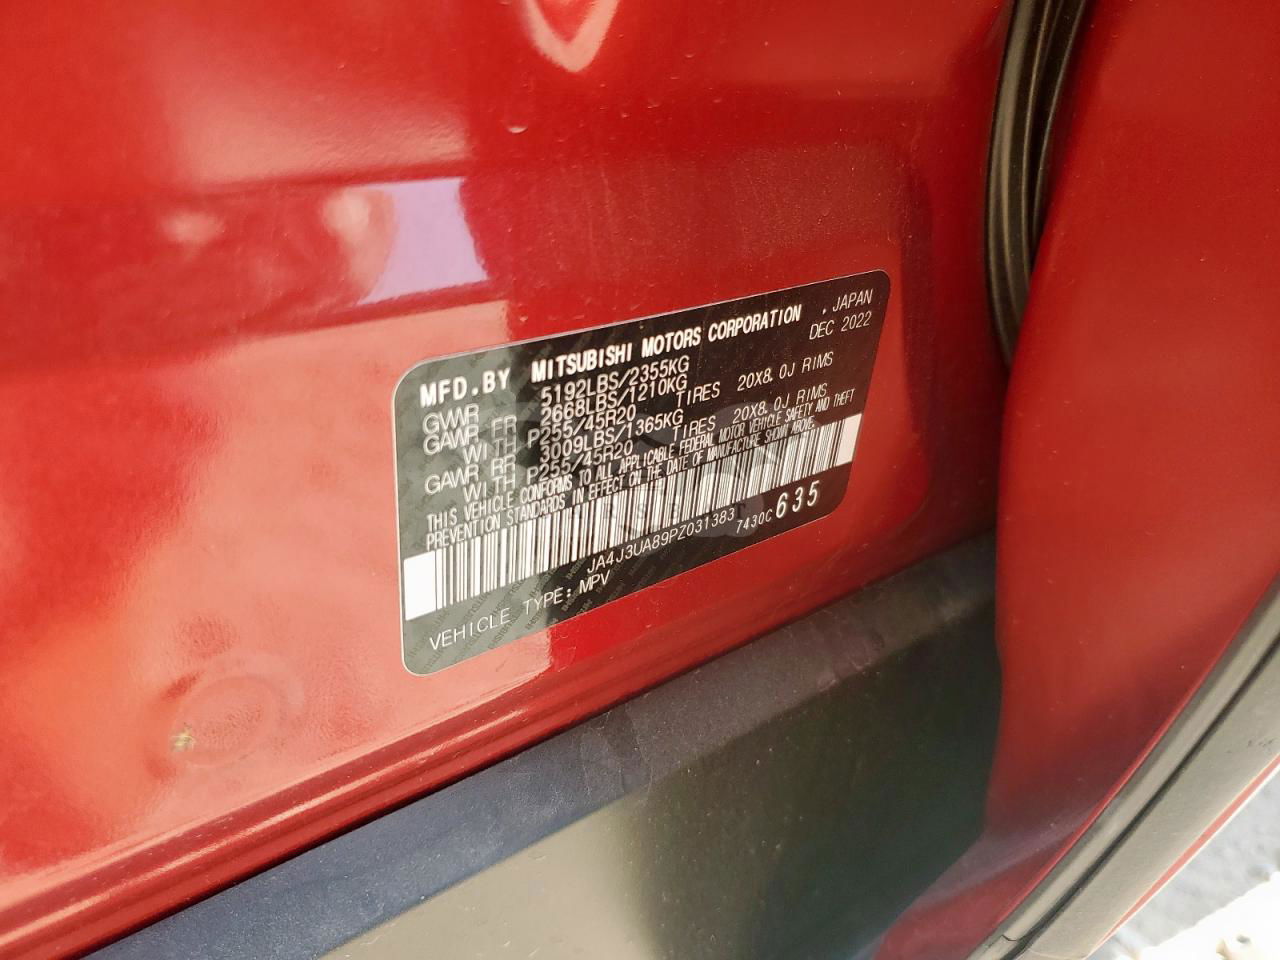 MFD.BY MITSUBISHI MOTORS CORPORATION , JAPAN
DEC 2022
GVWR 5192LBS/2355KG
GAWR FR 2668LBS/1210KG
WITH P255/45R20 TIRES 20X8.0J RIMS
GAWR RR 3009LBS/1365KG
WITH P255/45R20 TIRES 20X8.0J RIMS
THIS VEHICLE CONFORMS TO ALL APPLICABLE FEDERAL MOTOR VEHICLE SAFETY AND THEFT
PREVENTION STANDARDS IN EFFECT ON THE DATE OF MANUFACTURE SHOWN ABOVE.
JA4J3UA89PZ031383 7430C 635
VEHICLE TYPE: MPV